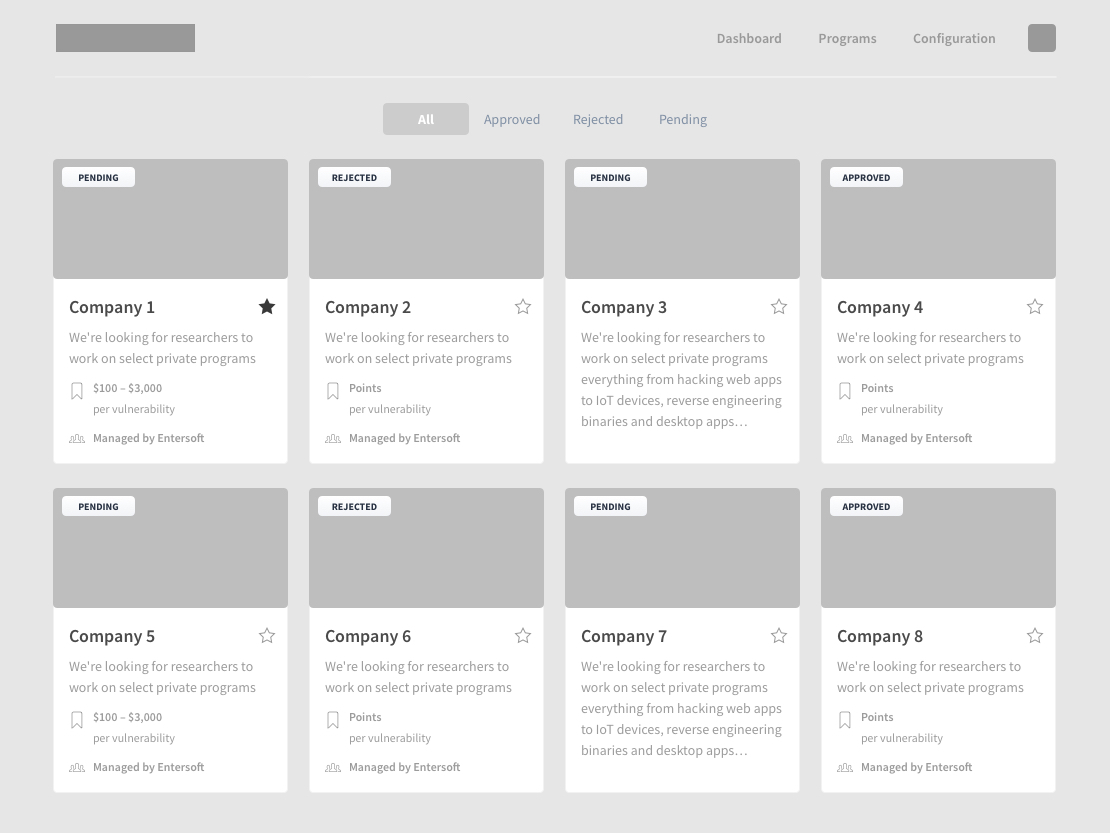 Dashboard Programs Configuration
All Approved Rejected Pending
PENDING
Company 1
We're looking for researchers to
work on select private programs
$100 – $3,000
per vulnerability
Managed by Entersoft
REJECTED
Company 2
We're looking for researchers to
work on select private programs
Points
per vulnerability
Managed by Entersoft
PENDING
Company 3
We're looking for researchers to
work on select private programs
everything from hacking web apps
to IoT devices, reverse engineering
binaries and desktop apps…
APPROVED
Company 4
We're looking for researchers to
work on select private programs
Points
per vulnerability
Managed by Entersoft
PENDING
Company 5
We're looking for researchers to
work on select private programs
$100 – $3,000
per vulnerability
Managed by Entersoft
REJECTED
Company 6
We're looking for researchers to
work on select private programs
Points
per vulnerability
Managed by Entersoft
PENDING
Company 7
We're looking for researchers to
work on select private programs
everything from hacking web apps
to IoT devices, reverse engineering
binaries and desktop apps…
APPROVED
Company 8
We're looking for researchers to
work on select private programs
Points
per vulnerability
Managed by Entersoft